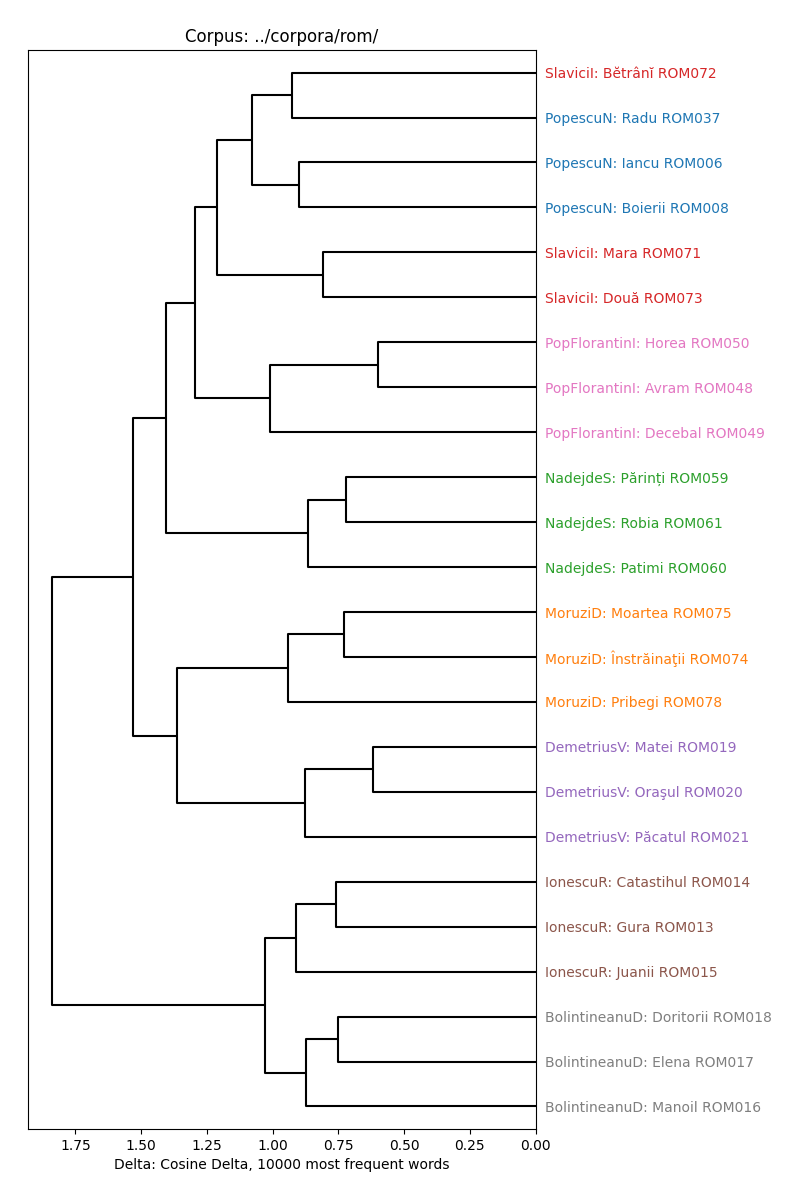 Corpus: ../corpora/rom/
SlaviciI: Bĕtrânĭ ROM072
PopescuN: Radu ROM037
PopescuN: Iancu ROM006
PopescuN: Boierii ROM008
SlaviciI: Mara ROM071
SlaviciI: Două ROM073
PopFlorantinI: Horea ROM050
PopFlorantinI: Avram ROM048
PopFlorantinI: Decebal ROM049
NadejdeS: Părinți ROM059
NadejdeS: Robia ROM061
NadejdeS: Patimi ROM060
MoruziD: Moartea ROM075
MoruziD: Înstrăinaţii ROM074
MoruziD: Pribegi ROM078
DemetriusV: Matei ROM019
DemetriusV: Oraşul ROM020
DemetriusV: Păcatul ROM021
IonescuR: Catastihul ROM014
IonescuR: Gura ROM013
IonescuR: Juanii ROM015
BolintineanuD: Doritorii ROM018
BolintineanuD: Elena ROM017
BolintineanuD: Manoil ROM016
1.75 1.50 1.25 1.00 0.75 0.50 0.25 0.00
Delta: Cosine Delta, 10000 most frequent words